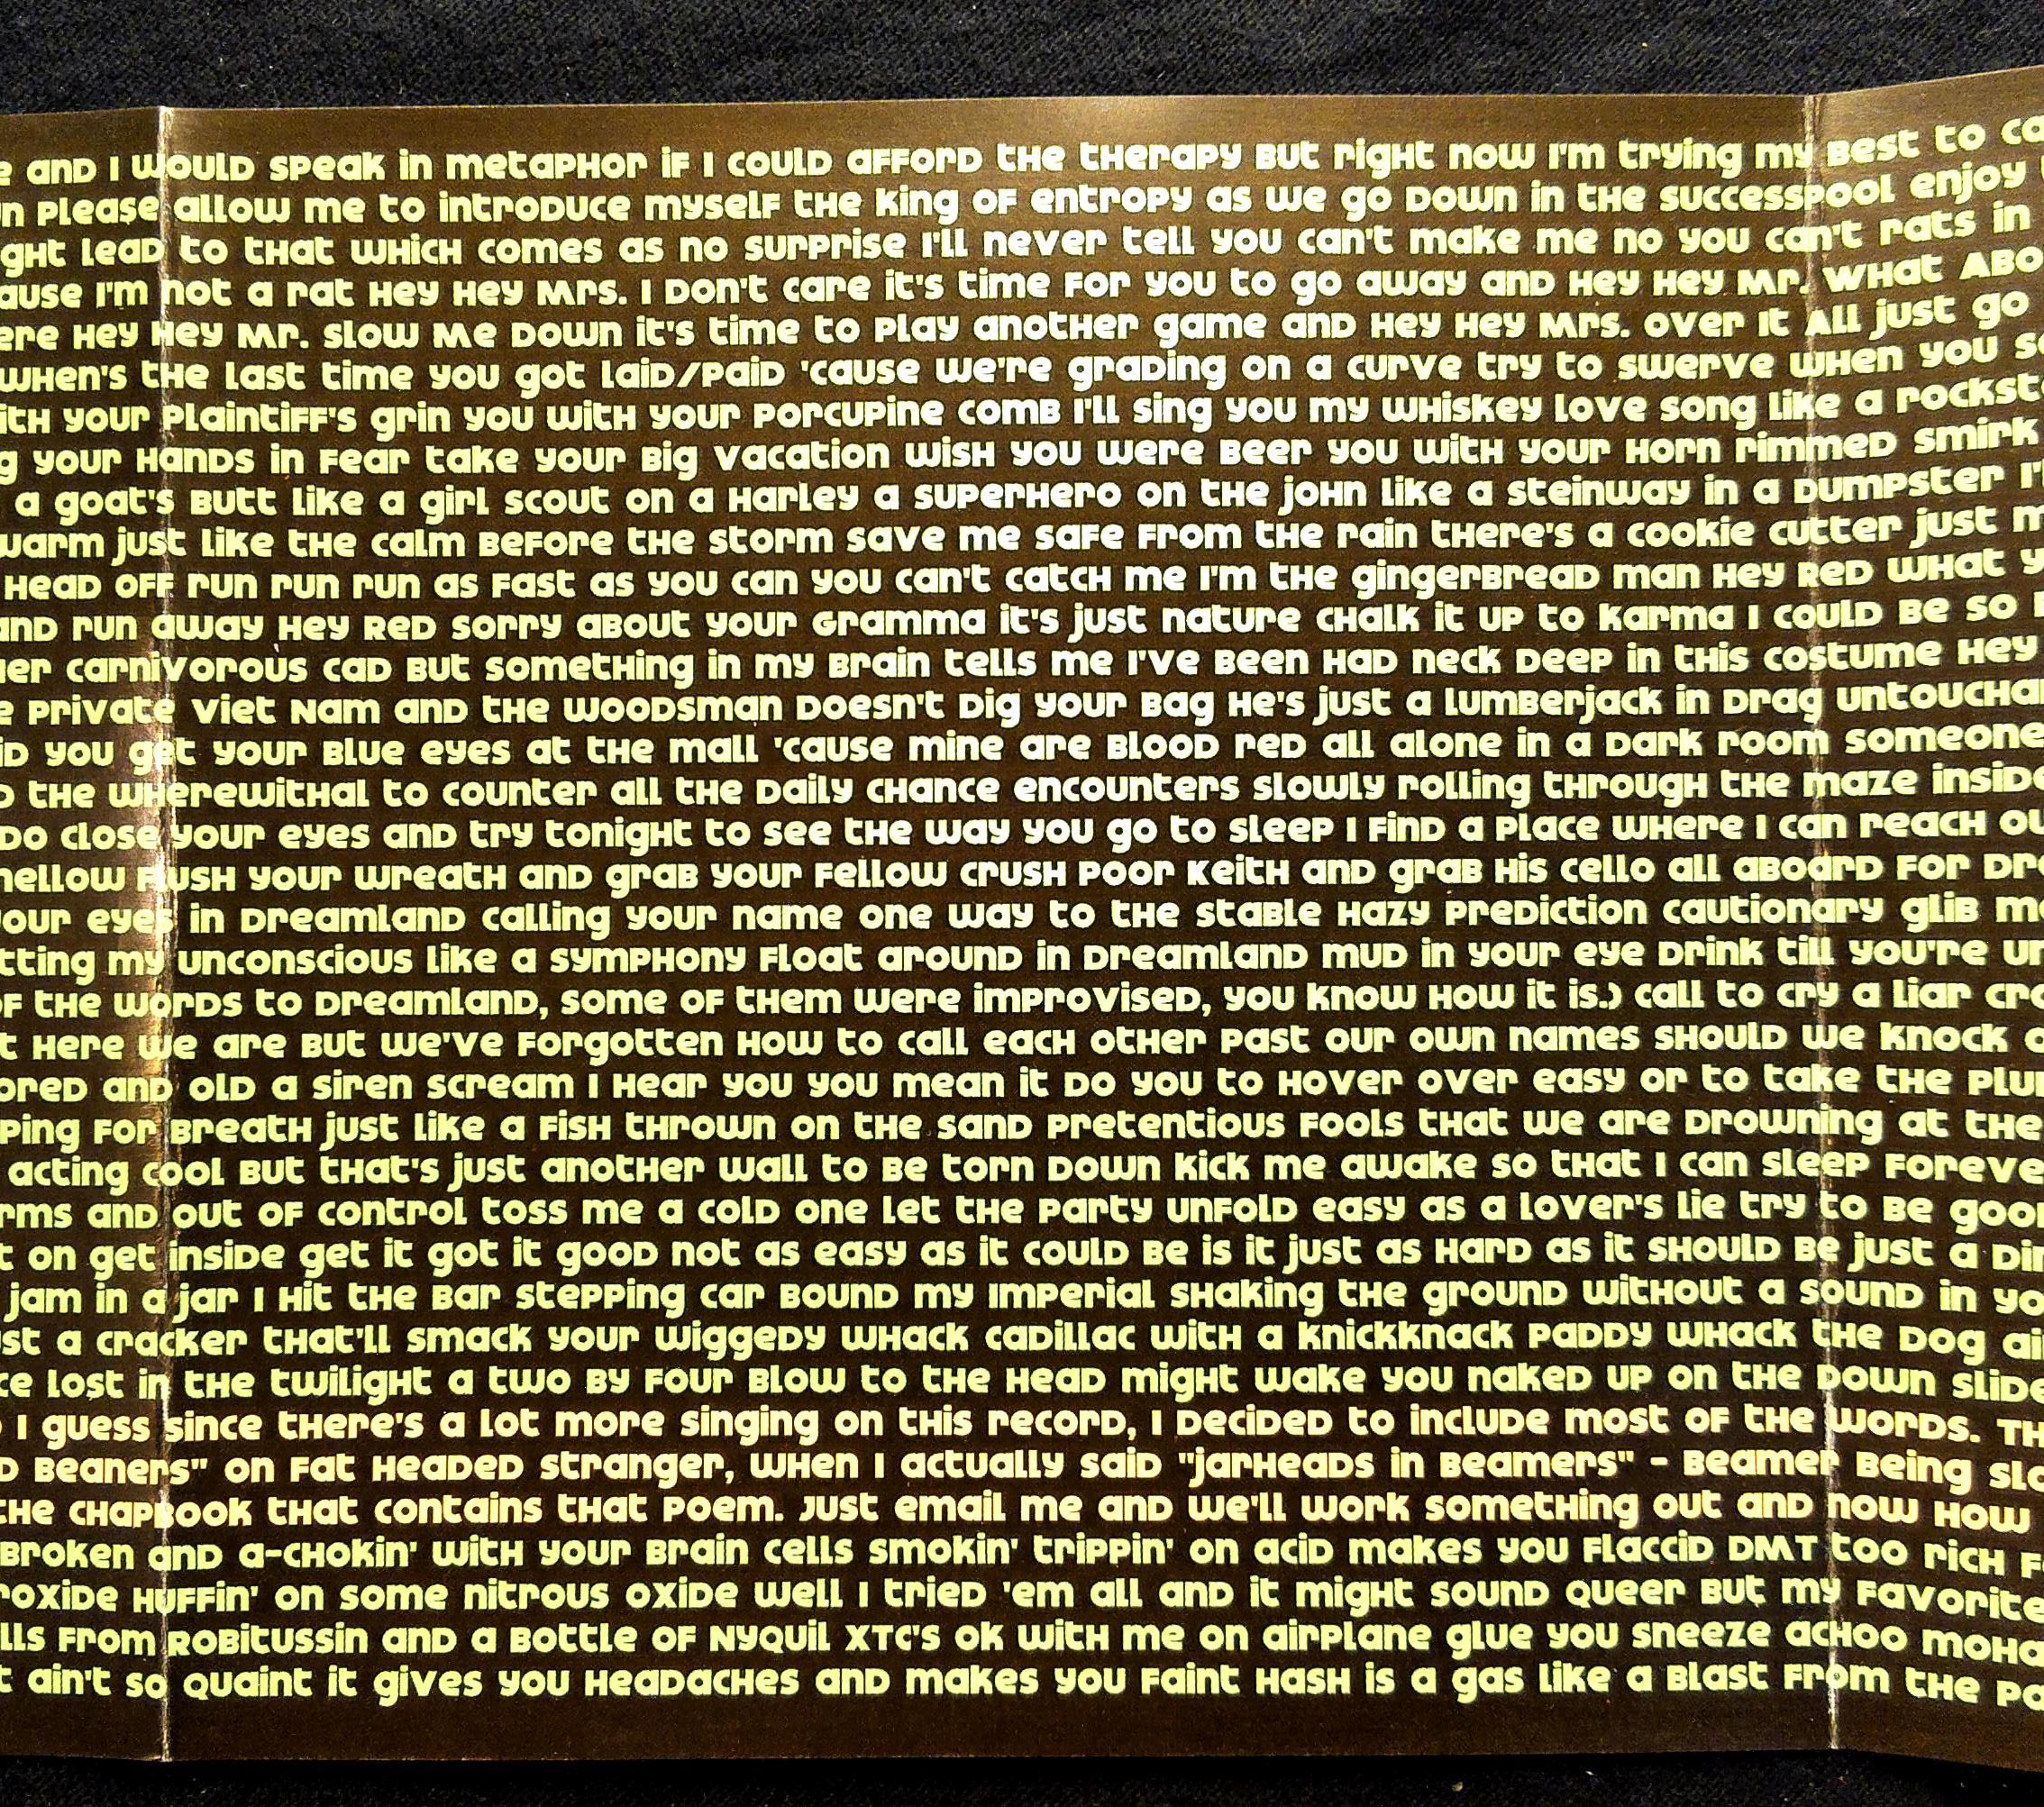 and I would speak in metaphor if I could afford the therapy but right now I'm trying my best to
please allow me to introduce myself the king of entropy as we go down in the successpool enjoy
lead to that which comes as no surprise I'll never tell you can't make me no you can't rats in
I'm not a rat hey hey Mrs. I Don't care it's time for you to go away and hey hey Mr. What
hey hey Mr. Slow Me Down it's time to play another game and hey hey Mrs. Over It All just go
when's the last time you got laid/paid 'cause we're grading on a curve try to swerve when you
your plaintiff's grin you with your porcupine comb I'll sing you my whiskey love song like a
your hands in fear take your big vacation wish you were beer you with your horn rimmed smirk
a goat's butt like a girl scout on a Harley a superhero on the john like a steinway in a dumpster
warm just like the calm before the storm save me safe from the rain there's a cookie cutter just
head off run run run as fast as you can you can't catch me I'm the gingerbread man hey Red what
and run away hey Red sorry about your Gramma it's just nature chalk it up to karma I could be so
carnivorous cad but something in my brain tells me I've been had neck deep in this costume hey
private Viet Nam and the woodsman doesn't dig your bag he's just a lumberjack in drag
you get your blue eyes at the mall 'cause mine are blood red all alone in a dark room someone
the wherewithal to counter all the daily chance encounters slowly rolling through the maze inside
do close your eyes and try tonight to see the way you go to sleep I find a place where I can reach
mellow flush your wreath and grab your fellow crush poor Keith and grab his cello all aboard for
your eyes in dreamland calling your name one way to the stable hazy prediction cautionary glib
my unconscious like a symphony float around in dreamland mud in your eye drink till you're
of the words to Dreamland, some of them were improvised, you know how it is.) call to cry a liar
here we are but we've forgotten how to call each other past our own names should we knock
and old a siren scream I hear you you mean it do you to hover over easy or to take the
for breath just like a fish thrown on the sand pretentious fools that we are drowning at the
acting cool but that's just another wall to be torn down kick me awake so that I can sleep
and out of control toss me a cold one let the party unfold easy as a lover's lie try to be
on get inside get it got it good not as easy as it could be is it just as hard as it should be just a
jam in a jar I hit the bar stepping car bound my Imperial shaking the ground without a sound in
a cracker that'll smack your wiggedy whack cadillac with a knickknack paddy whack the dog
lost in the twilight a two by four blow to the head might wake you naked up on the down slide
I guess since there's a lot more singing on this record, I decided to include most of the words.
Beaners" on Fat Headed Stranger, when I actually said "jarheads in Beamers" - Beamer being
the chapbook that contains that poem. Just email me and we'll work something out and now how
broken and a-chokin' with your brain cells smokin' trippin' on acid makes you flaccid DMT too rich
huffin' on some nitrous oxide well I tried 'em all and it might sound queer but my
from Robitussin and a bottle of NyQuil XTC's ok with me on airplane glue you sneeze achoo
ain't so quaint it gives you headaches and makes you faint hash is a gas like a blast from the